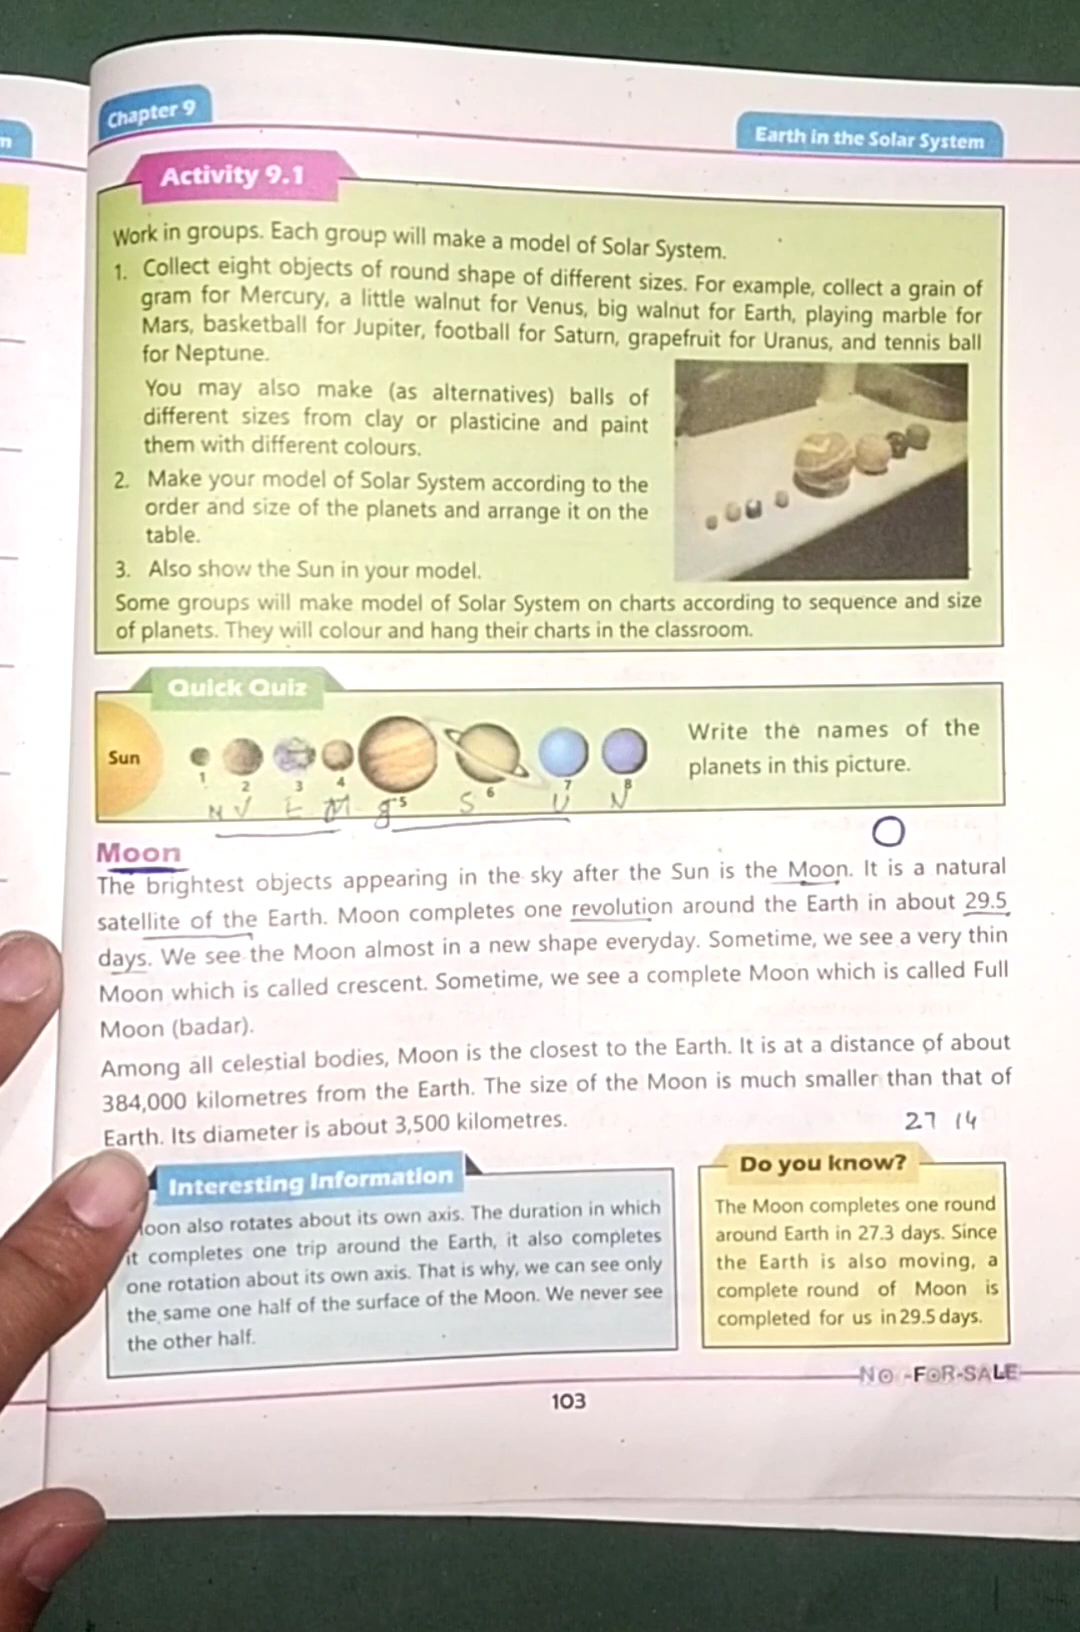 Chapter 9
Earth in the Solar System
Activity 9.1
Work in groups. Each group will make a model of Solar System.
1. Collect eight objects of round shape of different sizes. For example, collect a grain of
gram for Mercury, a little walnut for Venus, big walnut for Earth, playing marble for
Mars, basketball for Jupiter, football for Saturn, grapefruit for Uranus, and tennis ball
for Neptune.
You may also make (as alternatives) balls of
different sizes from clay or plasticine and paint
them with different colours.
2. Make your model of Solar System according to the
order and size of the planets and arrange it on the
table.
3. Also show the Sun in your model.
Some groups will make model of Solar System on charts according to sequence and size
of planets. They will colour and hang their charts in the classroom.
Quick Quiz
Sun
1 2 3 4 5 6 7 8
V E M S U N
Write the names of the
planets in this picture.
Moon
The brightest objects appearing in the sky after the Sun is the Moon. It is a natural
satellite of the Earth. Moon completes one revolution around the Earth in about 29.5
days. We see the Moon almost in a new shape everyday. Sometime, we see a very thin
Moon which is called crescent. Sometime, we see a complete Moon which is called Full
Moon (badar).
Among all celestial bodies, Moon is the closest to the Earth. It is at a distance of about
384,000 kilometres from the Earth. The size of the Moon is much smaller than that of
Earth. Its diameter is about 3,500 kilometres.
27 14
Interesting Information
oon also rotates about its own axis. The duration in which
it completes one trip around the Earth, it also completes
one rotation about its own axis. That is why, we can see only
the same one half of the surface of the Moon. We never see
the other half.
Do you know?
The Moon completes one round
around Earth in 27.3 days. Since
the Earth is also moving, a
complete round of Moon is
completed for us in 29.5 days.
NO -FOR-SALE
103